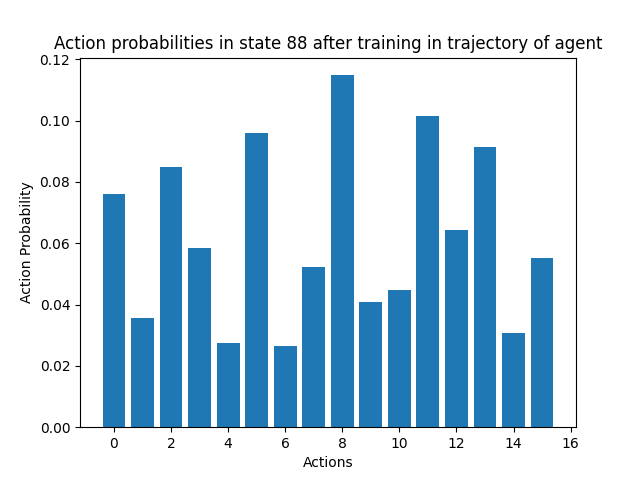 Action probabilities in state 88 after training in trajectory of agent
0.12
0.10
0.08
0.06
0.04
0.02
0.00
Action Probability
0 2 4 6 8 10 12 14 16
Actions